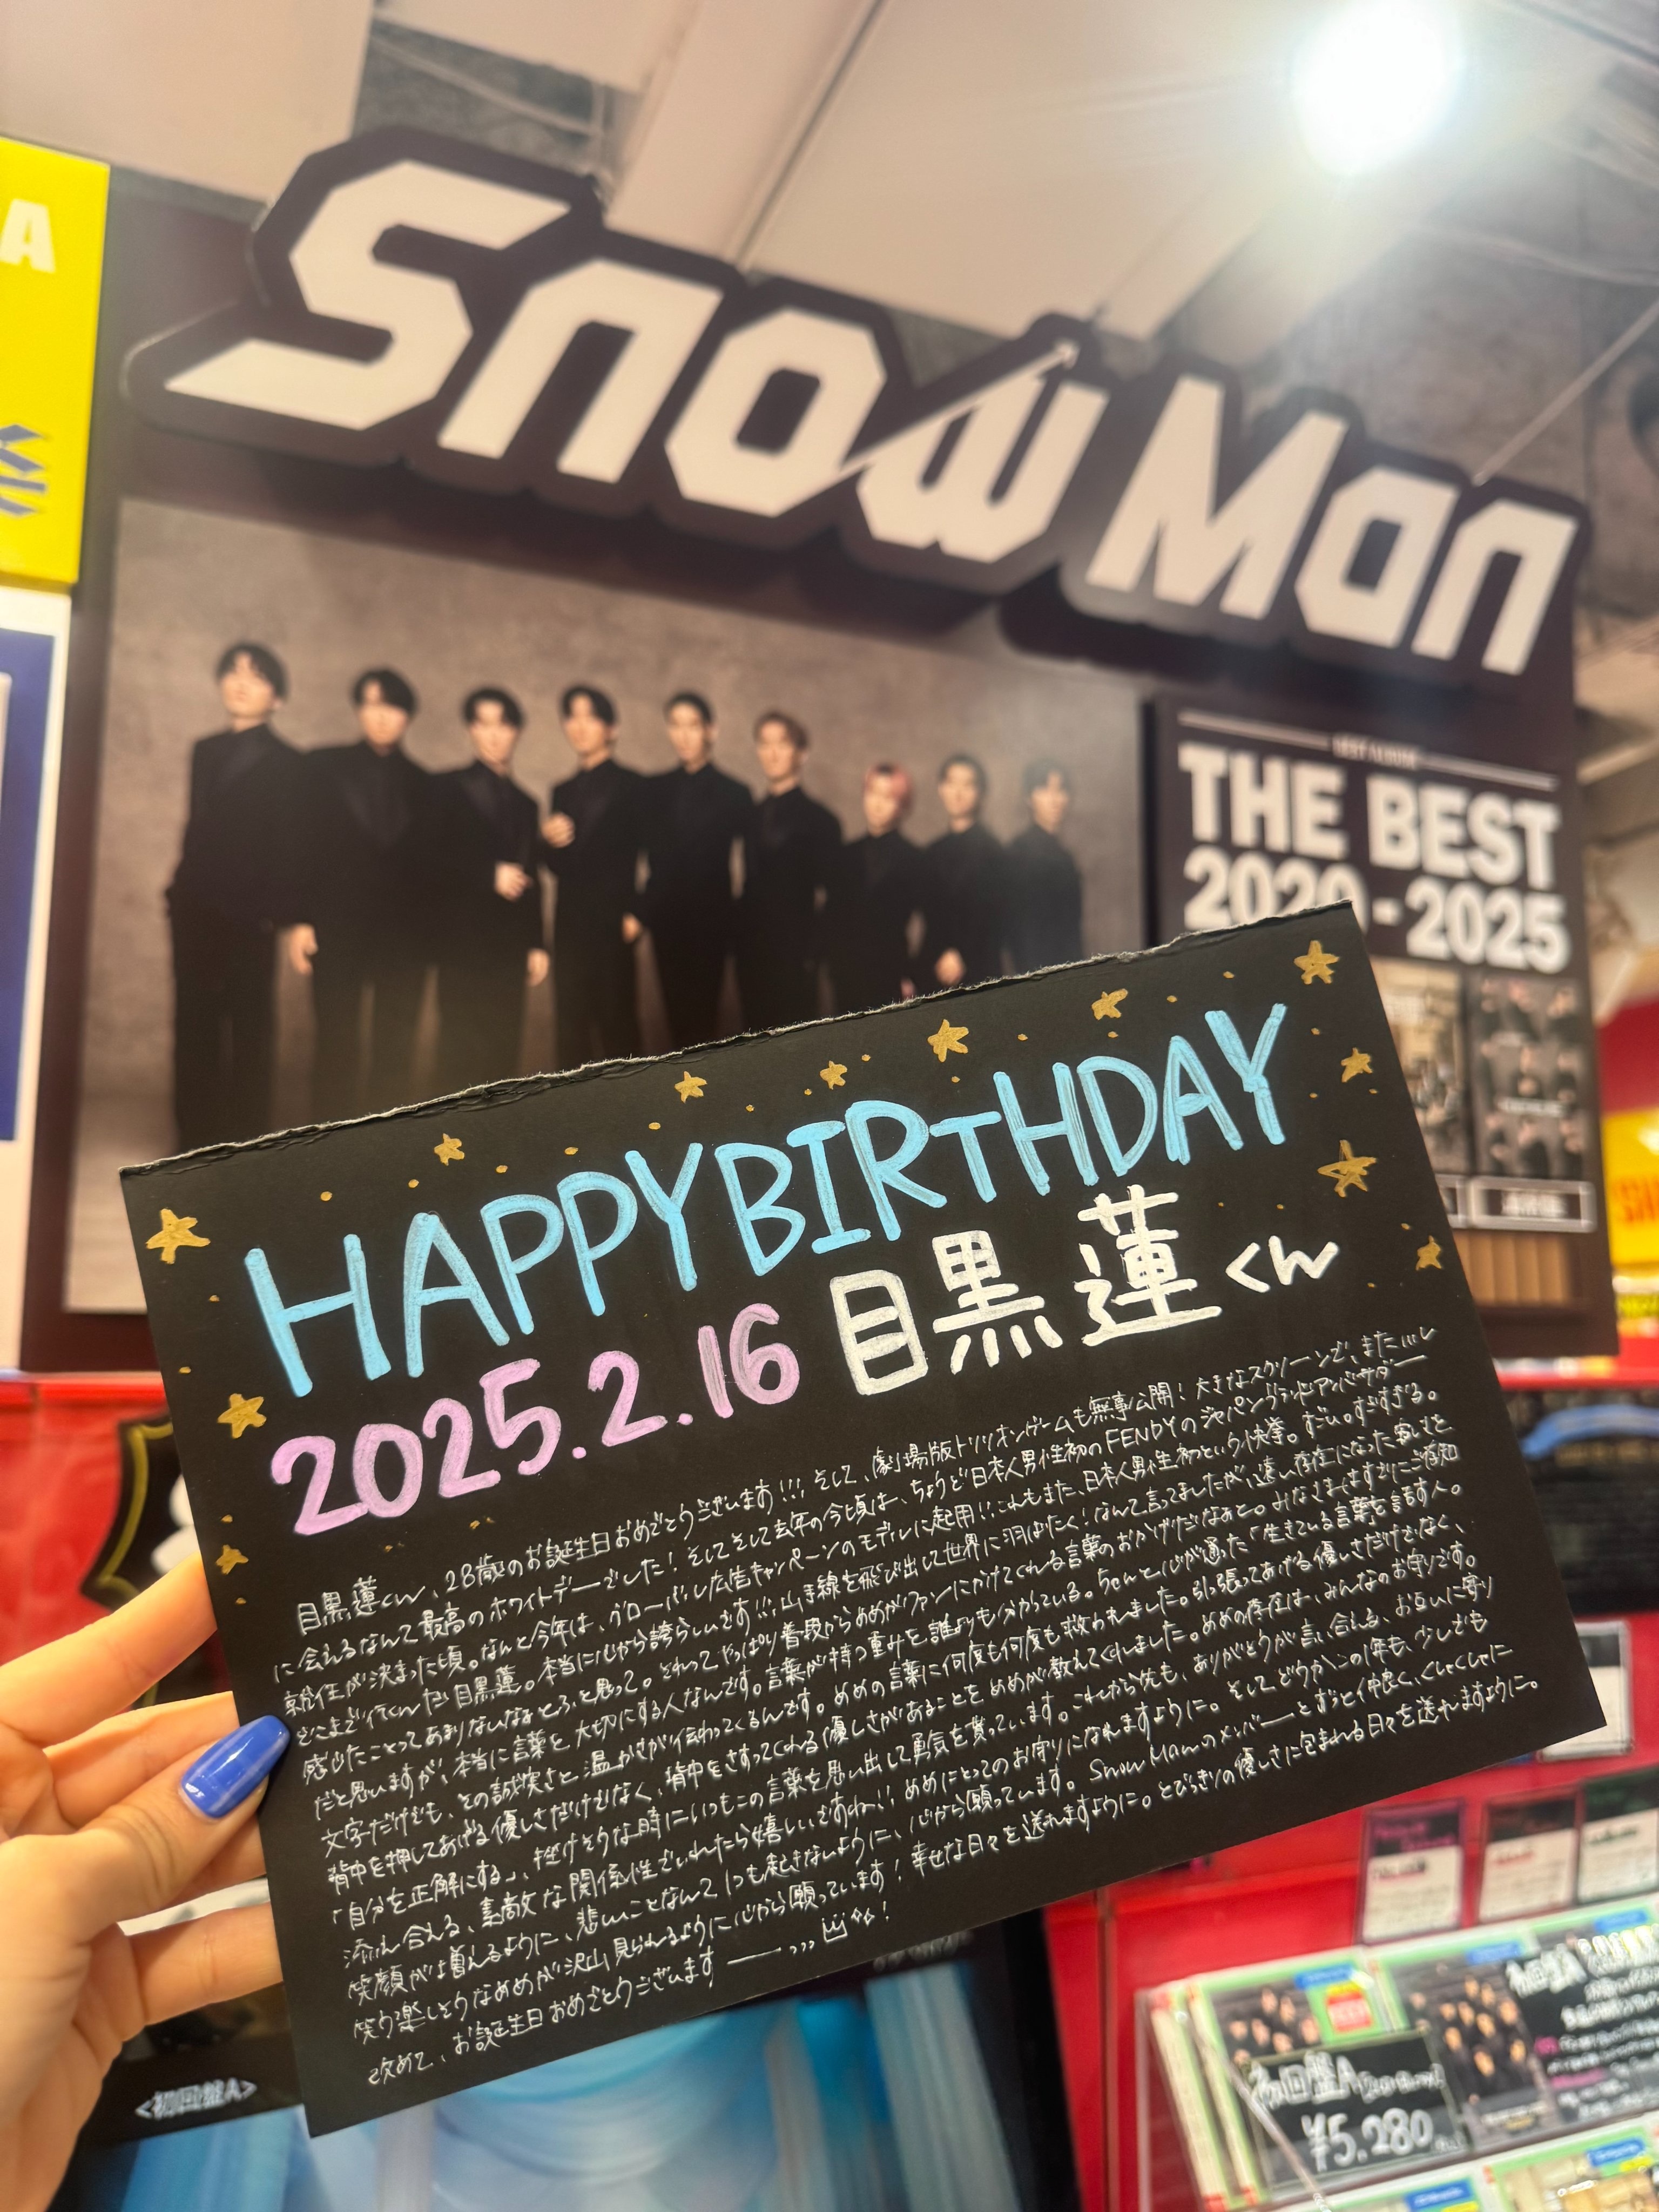 A
Snow Man
BEST ALBUM
THE BEST
2020-2025
HAPPY BIRTHDAY
2025.2.16 目黒蓮くん
目黒蓮くん、28歳のお誕生日おめでとうございます!!! そして、劇場版トリリオンゲームも無事公開! 大きなスクリーンで、また
に会えるなんて最高のホワイトデーでした! そしてそして去年の今頃は、ちょうど日本人男性初のFENDYのジャパンブランドアンバサダー
就任が決まった頃。なんと今年は、グローバル広告キャンペーンのモデルに起用!! これもまた、日本人男性初という快挙。すごい。すごすぎる。
どこまで行くんだ目黒蓮。本当に心から誇らしいです!!! 山手線を飛び出して世界に羽ばたく! なんて言ってましたが、遠い存在になった寂しさを
感じたことってあまりないなぁとふと思って。それってやっぱり普段からめめがファンにかけてくれる言葉のおかげだなぁと。みなさまもすでにご存知
だと思いますが、本当に言葉を大切にする人なんです。言葉が持つ重みを誰よりも分かっている。ちゃんと心が通った「生きている言葉を話す人。
文字だけでも、その誠実さと温かさが伝わってくるんです。めめの言葉に何度も何度も救われました。引っ張ってあげる優しさだけでなく、
背中を押してあげる優しさだけでなく、背中をさすってくれる優しさがあることをめめが教えてくれました。めめの存在は、みんなのお守りです。
「自分を正解にする」、挫けそうな時にいつもこの言葉を思い出して勇気を貰っています。これから先も、ありがとうが言い合える、お互いに寄り
添い合える、素敵な関係性でいれたら嬉しいですね!! めめにとってのお守りになれますように。そしてどうかこの1年も、少しでも
笑顔が増えるように、悲しいことなんて1つも起きないように、心から願っています。Snow Manのメンバーとずっと仲良く、くしゃくしゃに
笑う楽しそうなめめが沢山見られるように心から願っています! 幸せな日々を送れますように。とびきりの優しさに包まれる日々を送れますように。
改めて、お誕生日おめでとうございます
<初回盤A>
初回盤A
¥5,280